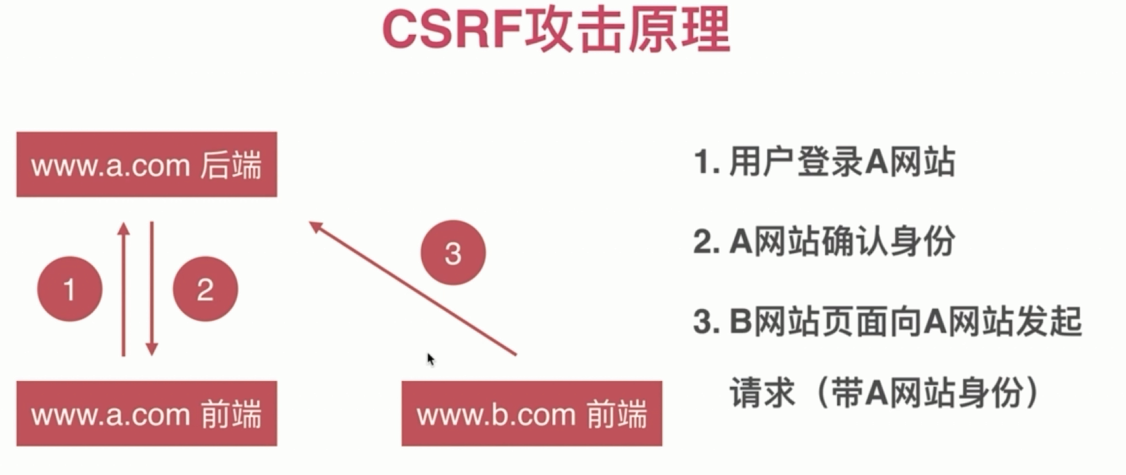 CSRF攻击原理
www.a.com 后端
1
2
3
www.a.com 前端
www.b.com 前端
1. 用户登录A网站
2. A网站确认身份
3. B网站页面向A网站发起
请求（带A网站身份）